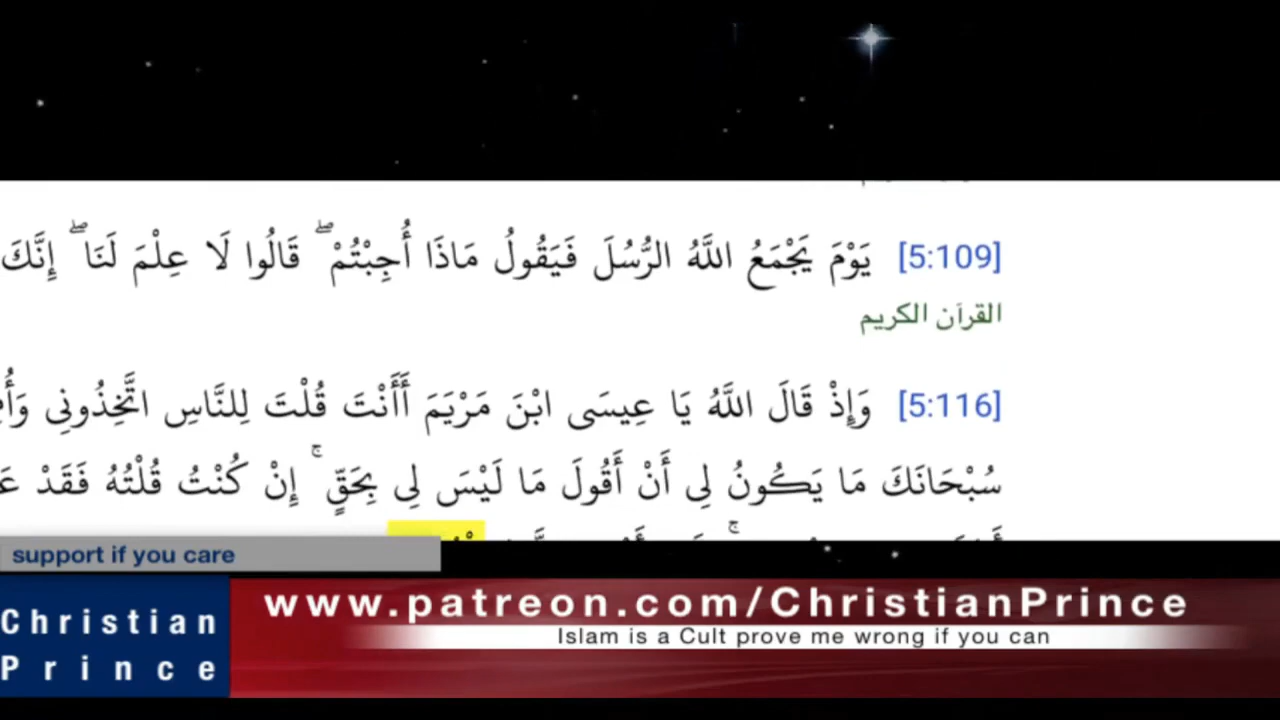 [5:109] يَوْمَ يَجْمَعُ اللَّهُ الرُّسُلَ فَيَقُولُ مَاذَا أُجِبْتُمْ ۖ قَالُوا لَا عِلْمَ لَنَا ۖ إِنَّكَ
القرآن الكريم
[5:116] وَإِذْ قَالَ اللَّهُ يَا عِيسَى ابْنَ مَرْيَمَ أَأَنْتَ قُلْتَ لِلنَّاسِ اتَّخِذُونِي
سُبْحَانَكَ مَا يَكُونُ لِي أَنْ أَقُولَ مَا لَيْسَ لِي بِحَقٍّ ۚ إِنْ كُنْتُ قُلْتُهُ فَقَدْ
support if you care
Christian
Prince
www.patreon.com/ChristianPrince
Islam is a Cult prove me wrong if you can